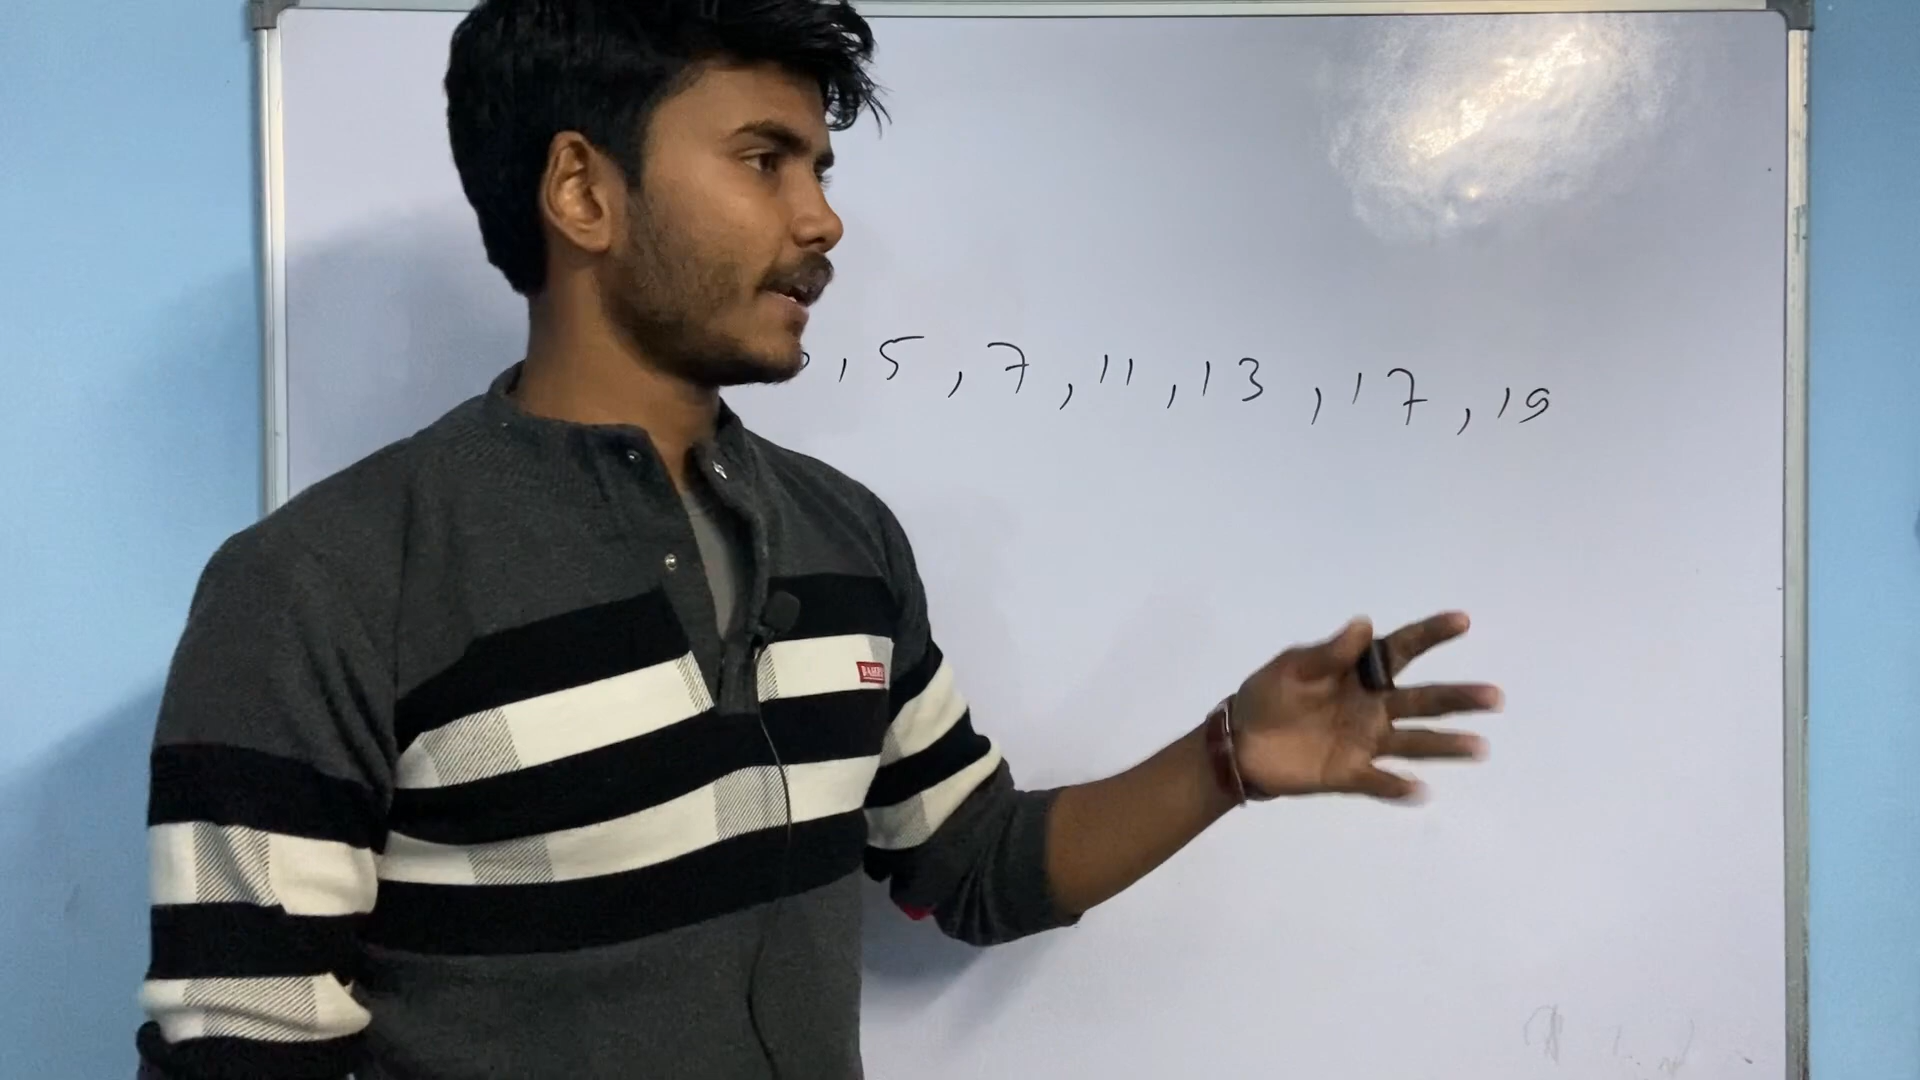 , 5, 7, 11, 13, 17, 19